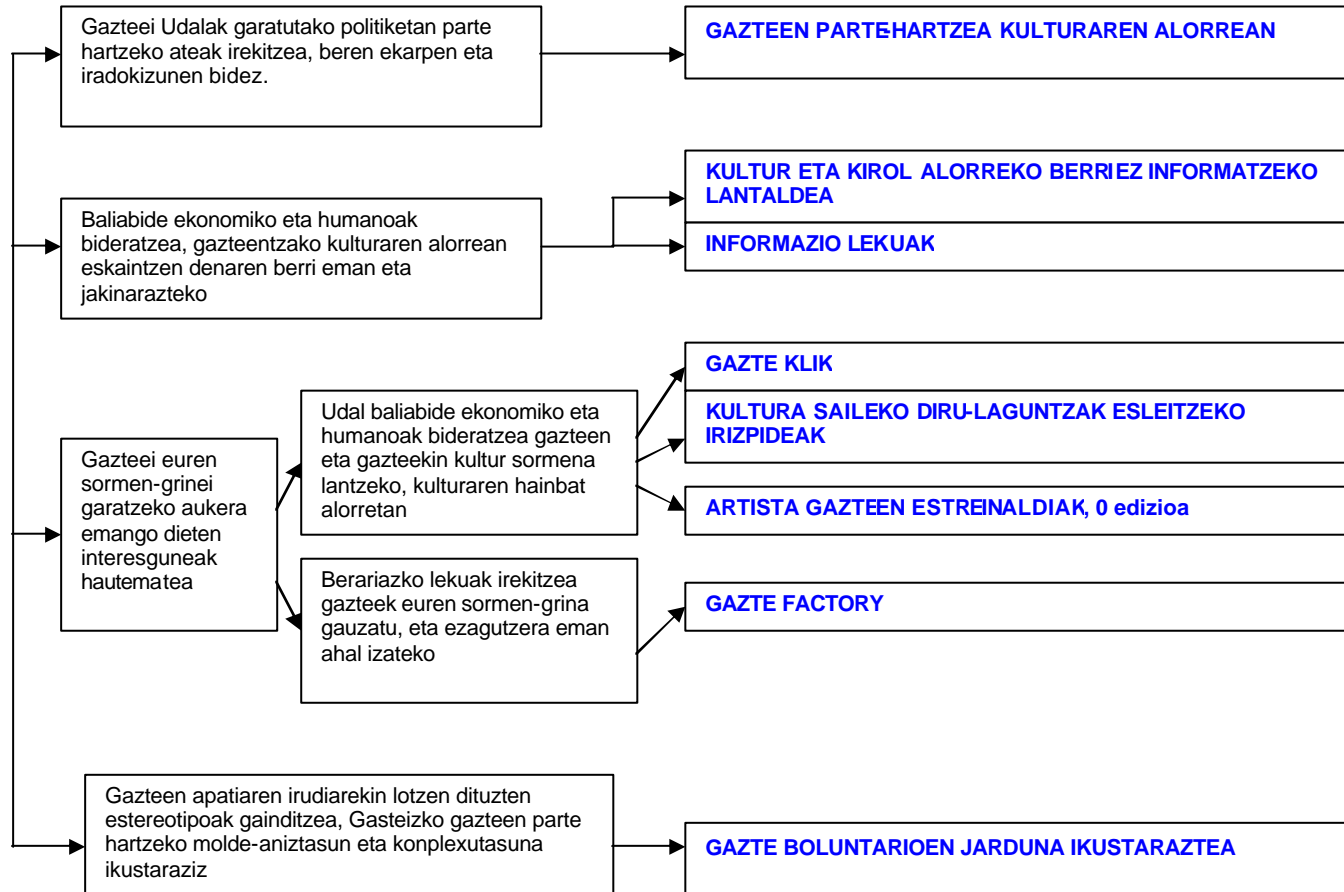 Gazteei Udalak garatutako politiketan parte
hartzeko ateak irekitzea, beren ekarpen eta
iradokizunen bidez.
GAZTEEN PARTE-HARTZEA KULTURAREN ALORREAN
Baliabide ekonomiko eta humanoak
bideratzea, gazteentzako kulturaren alorrean
eskaintzen denaren berri eman eta
jakinarazteko
KULTUR ETA KIROL ALORREKO BERRIEZ INFORMATZEKO
LANTALDEA
INFORMAZIO LEKUAK
Gazteei euren
sormen-grinei
garatzeko aukera
emango dieten
interesguneak
hautematea
Udal baliabide ekonomiko eta
humanoak bideratzea gazteen
eta gazteekin kultur sormena
lantzeko, kulturaren hainbat
alorretan
GAZTE KLIK
KULTURA SAILEKO DIRU-LAGUNTZAK ESLEITZEKO
IRIZPIDEAK
ARTISTA GAZTEEN ESTREINALDIAK, 0 edizioa
Berariazko lekuak irekitzea
gazteek euren sormen-grina
gauzatu, eta ezagutzera eman
ahal izateko
GAZTE FACTORY
Gazteen apatiaren irudiarekin lotzen dituzten
estereotipoak gainditzea, Gasteizko gazteen parte
hartzeko molde-aniztasun eta konplexutasuna
ikustaraziz
GAZTE BOLUNTARIOEN JARDUNA IKUSTARAZTEA